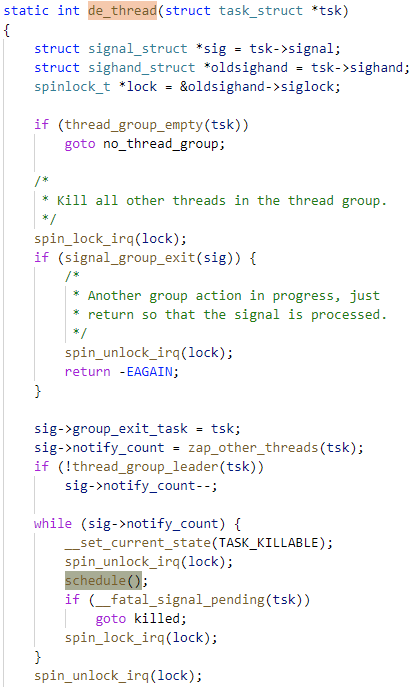 static int de_thread(struct task_struct *tsk)
{
    struct signal_struct *sig = tsk->signal;
    struct sighand_struct *oldsighand = tsk->sighand;
    spinlock_t *lock = &oldsighand->siglock;

    if (thread_group_empty(tsk))
        goto no_thread_group;

    /*
     * Kill all other threads in the thread group.
     */
    spin_lock_irq(lock);
    if (signal_group_exit(sig)) {
        /*
         * Another group action in progress, just
         * return so that the signal is processed.
         */
        spin_unlock_irq(lock);
        return -EAGAIN;
    }

    sig->group_exit_task = tsk;
    sig->notify_count = zap_other_threads(tsk);
    if (!thread_group_leader(tsk))
        sig->notify_count--;

    while (sig->notify_count) {
        __set_current_state(TASK_KILLABLE);
        spin_unlock_irq(lock);
        schedule();
        if (__fatal_signal_pending(tsk))
            goto killed;
        spin_lock_irq(lock);
    }
    spin_unlock_irq(lock);